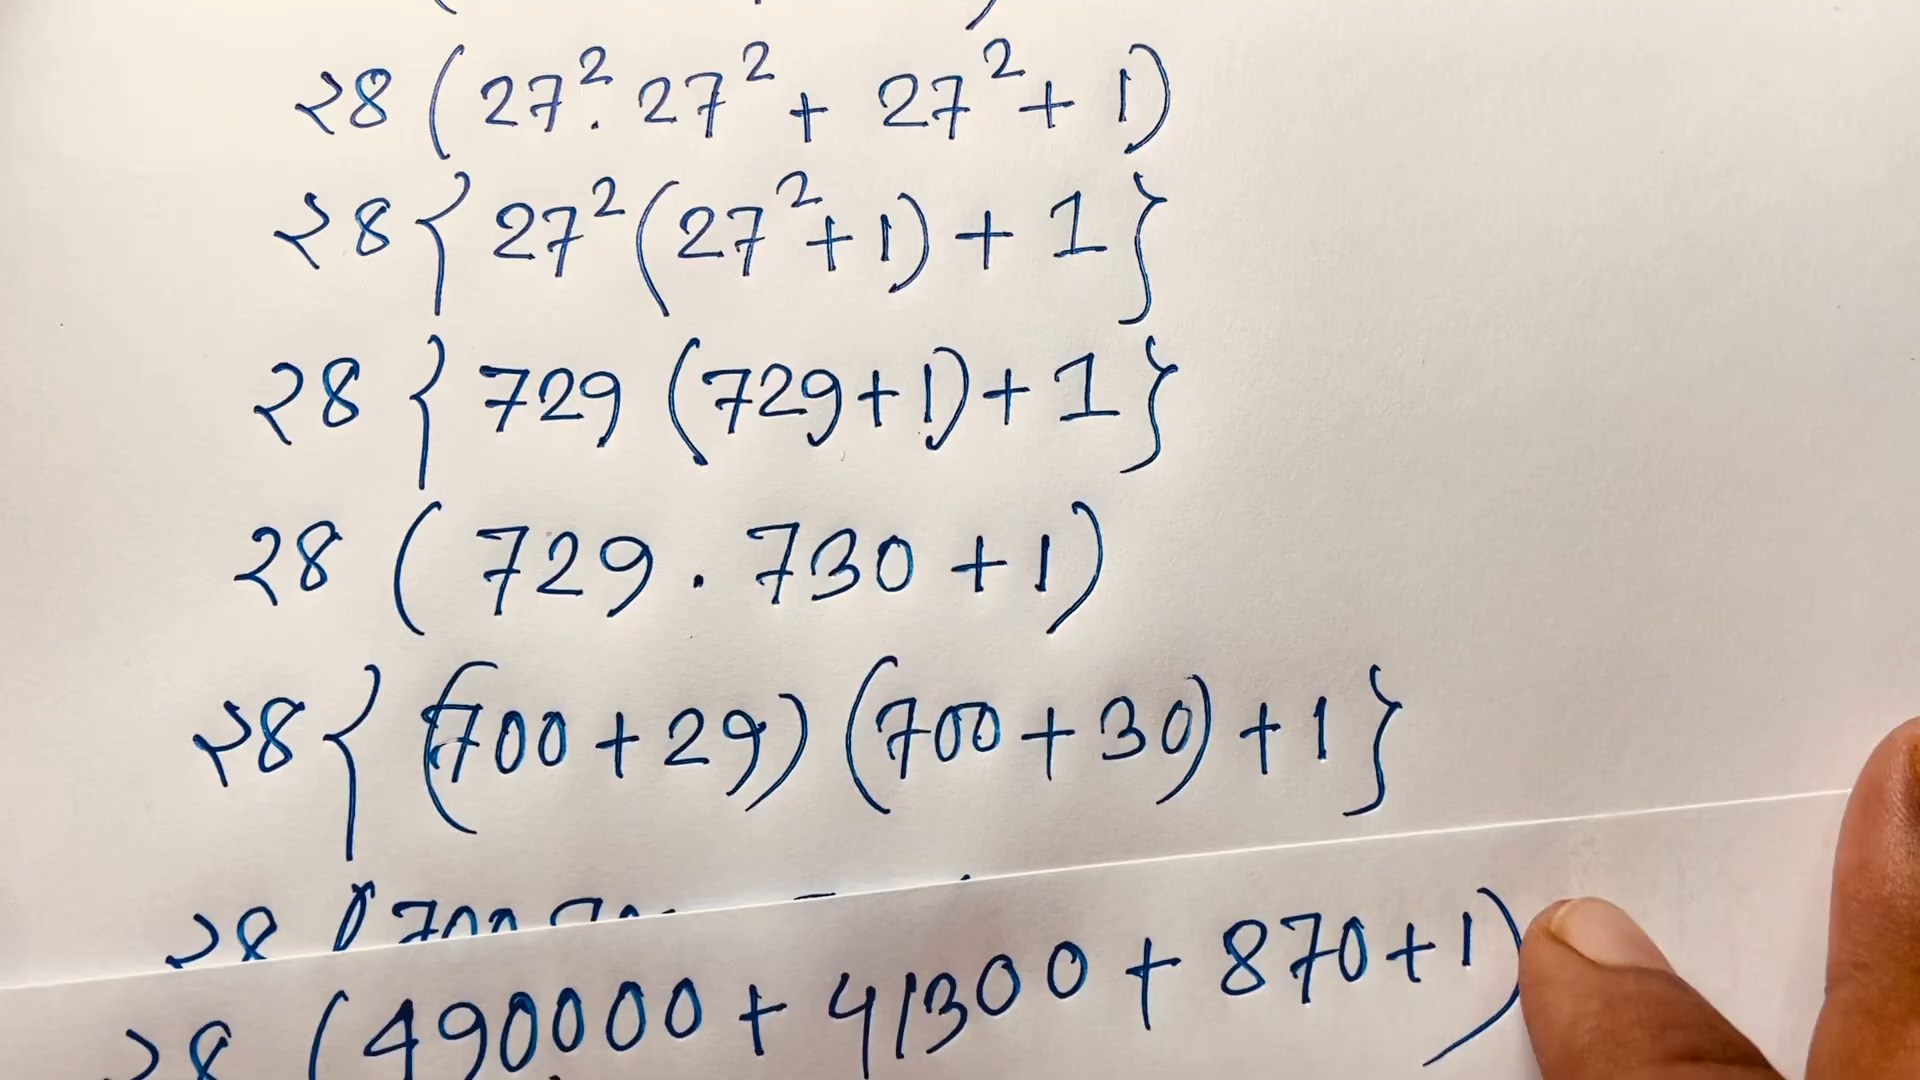 28 (27² . 27² + 27² + 1)
28 { 27² (27² + 1) + 1 }
28 { 729 (729 + 1) + 1 }
28 ( 729 . 730 + 1 )
28 { (700 + 29) (700 + 30) + 1 }
28
28 (490000 + 41300 + 870 + 1)